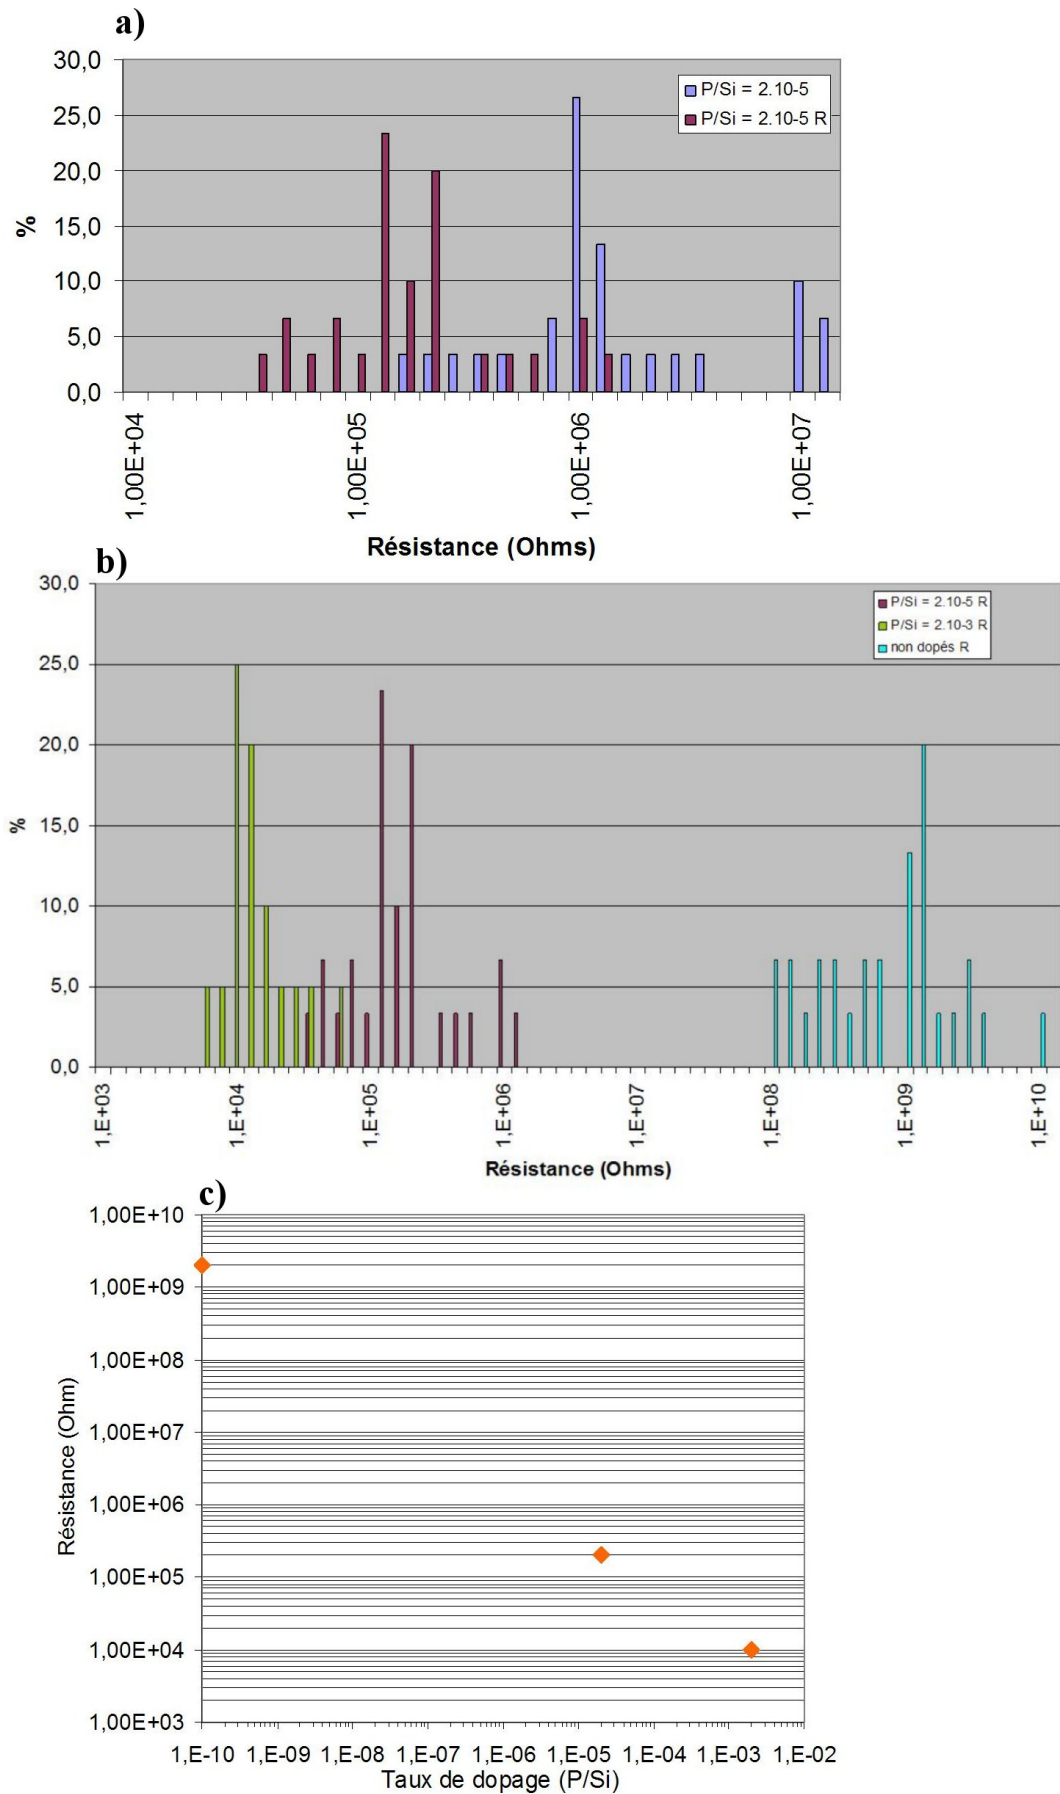 a)
30,0
25,0
20,0
15,0
10,0
5,0
0,0
%
P/Si = 2.10-5
P/Si = 2.10-5 R
1,00E+04
1,00E+05
1,00E+06
1,00E+07
Résistance (Ohms)
b)
30,0
25,0
20,0
15,0
10,0
5,0
0,0
%
P/Si = 2.10-5 R
P/Si = 2.10-3 R
non dopés R
1,E+03
1,E+04
1,E+05
1,E+06
1,E+07
1,E+08
1,E+09
1,E+10
Résistance (Ohms)
c)
1,00E+10
1,00E+09
1,00E+08
1,00E+07
1,00E+06
1,00E+05
1,00E+04
1,00E+03
Résistance (Ohm)
1,E-10 1,E-09 1,E-08 1,E-07 1,E-06 1,E-05 1,E-04 1,E-03 1,E-02
Taux de dopage (P/Si)